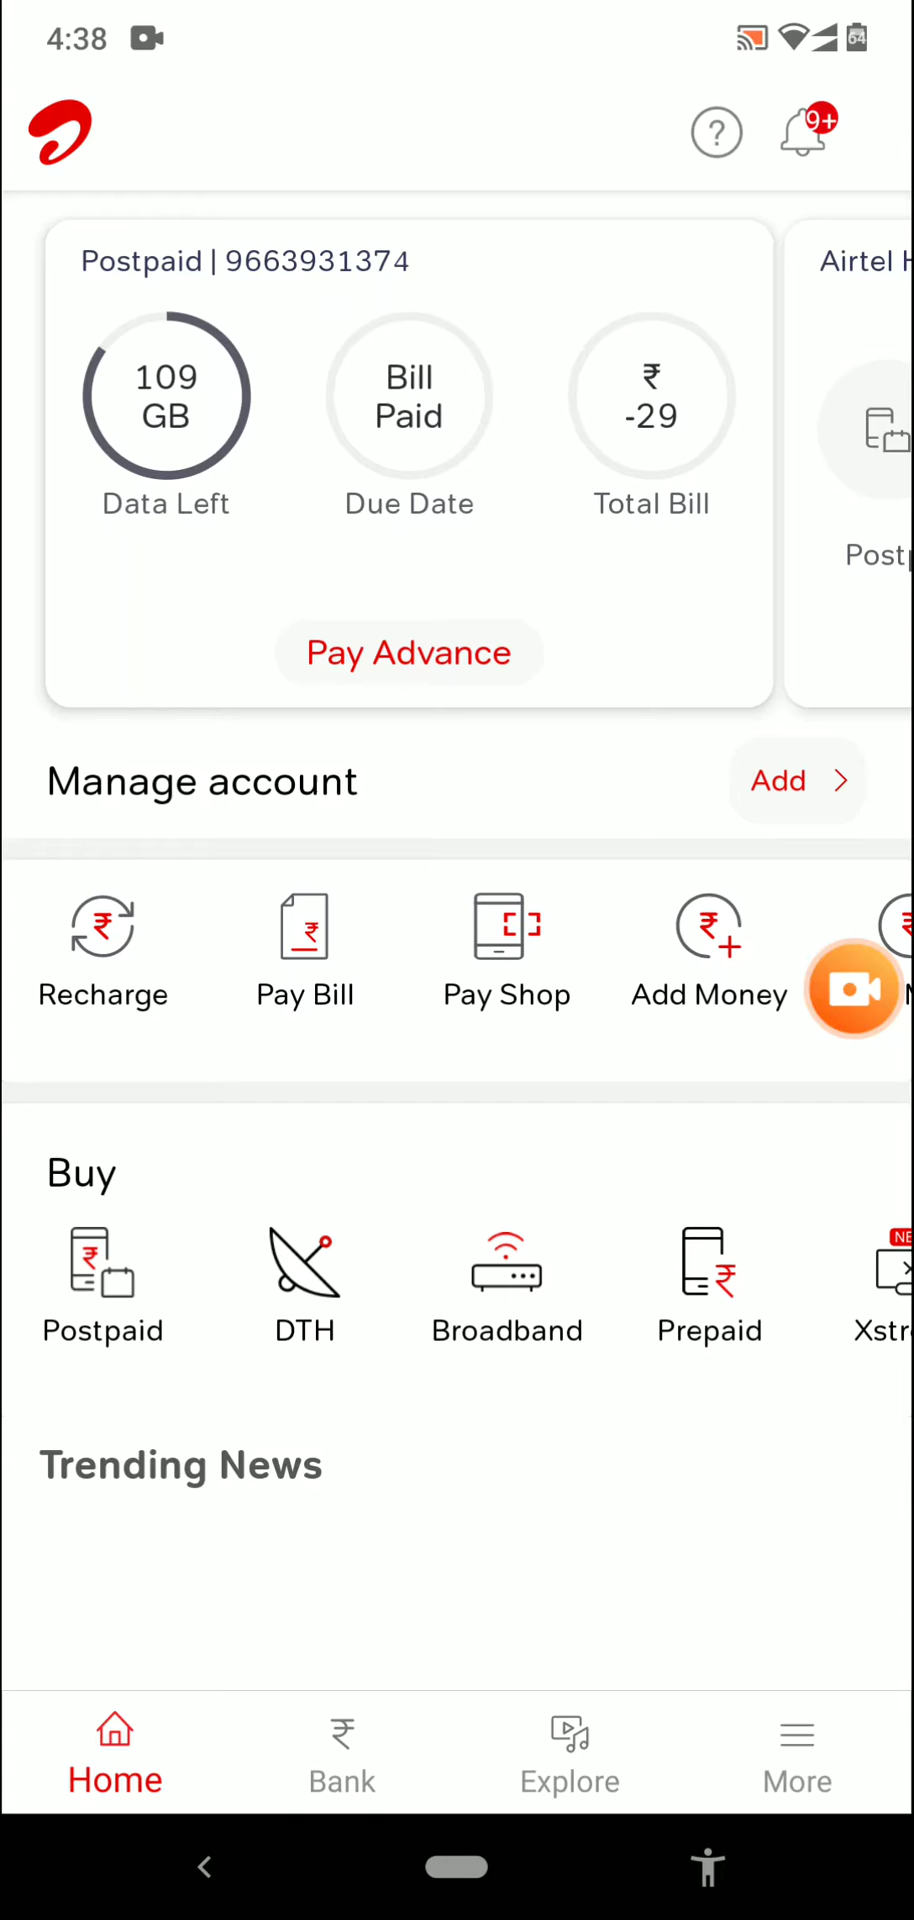 4:38
64
9+
Postpaid | 9663931374
Airtel
109
GB
Bill
Paid
₹
-29
Data Left
Due Date
Total Bill
Pay Advance
Manage account
Add
Recharge
Pay Bill
Pay Shop
Add Money
Buy
Postpaid
DTH
Broadband
Prepaid
Trending News
Home
Bank
Explore
More